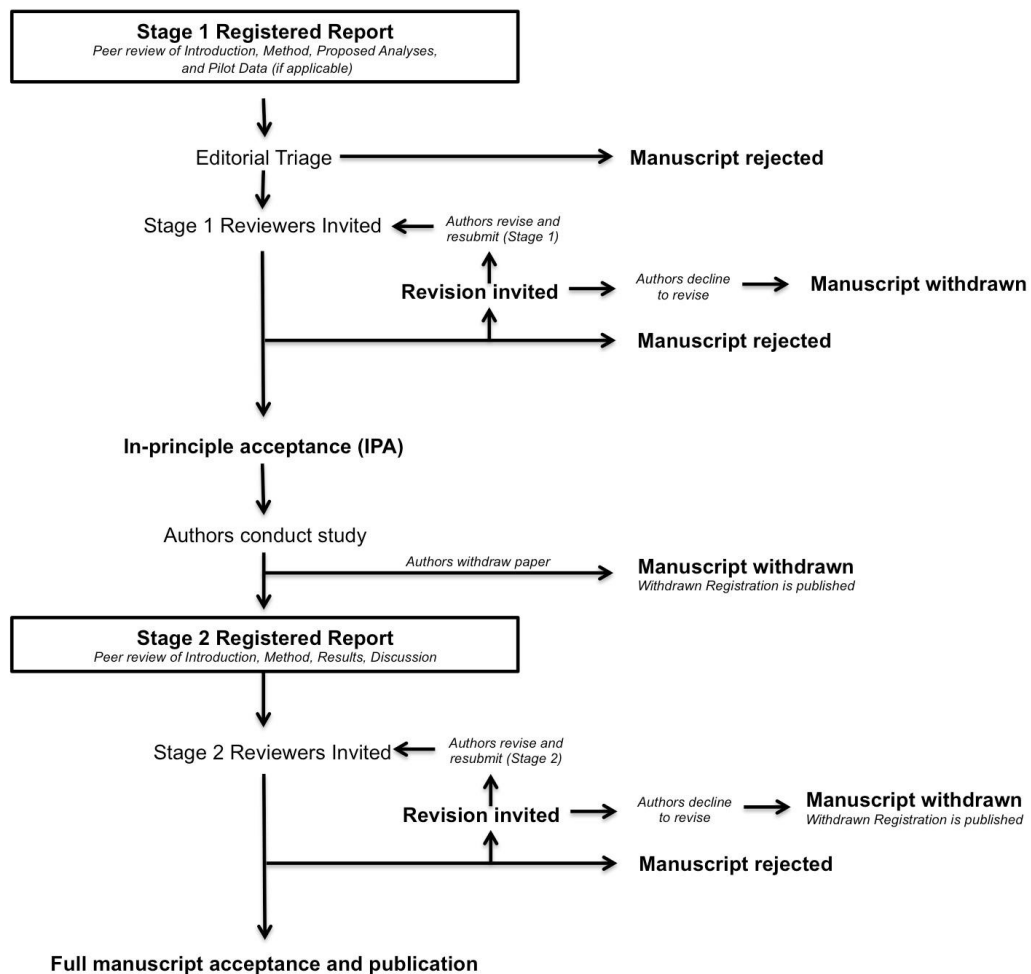 Stage 1 Registered Report
Peer review of Introduction, Method, Proposed Analyses,
and Pilot Data (if applicable)
Editorial Triage
Manuscript rejected
Stage 1 Reviewers Invited
Authors revise and
resubmit (Stage 1)
Revision invited
Authors decline
to revise
Manuscript withdrawn
Manuscript rejected
In-principle acceptance (IPA)
Authors conduct study
Authors withdraw paper
Manuscript withdrawn
Withdrawn Registration is published
Stage 2 Registered Report
Peer review of Introduction, Method, Results, Discussion
Stage 2 Reviewers Invited
Authors revise and
resubmit (Stage 2)
Revision invited
Authors decline
to revise
Manuscript withdrawn
Withdrawn Registration is published
Manuscript rejected
Full manuscript acceptance and publication